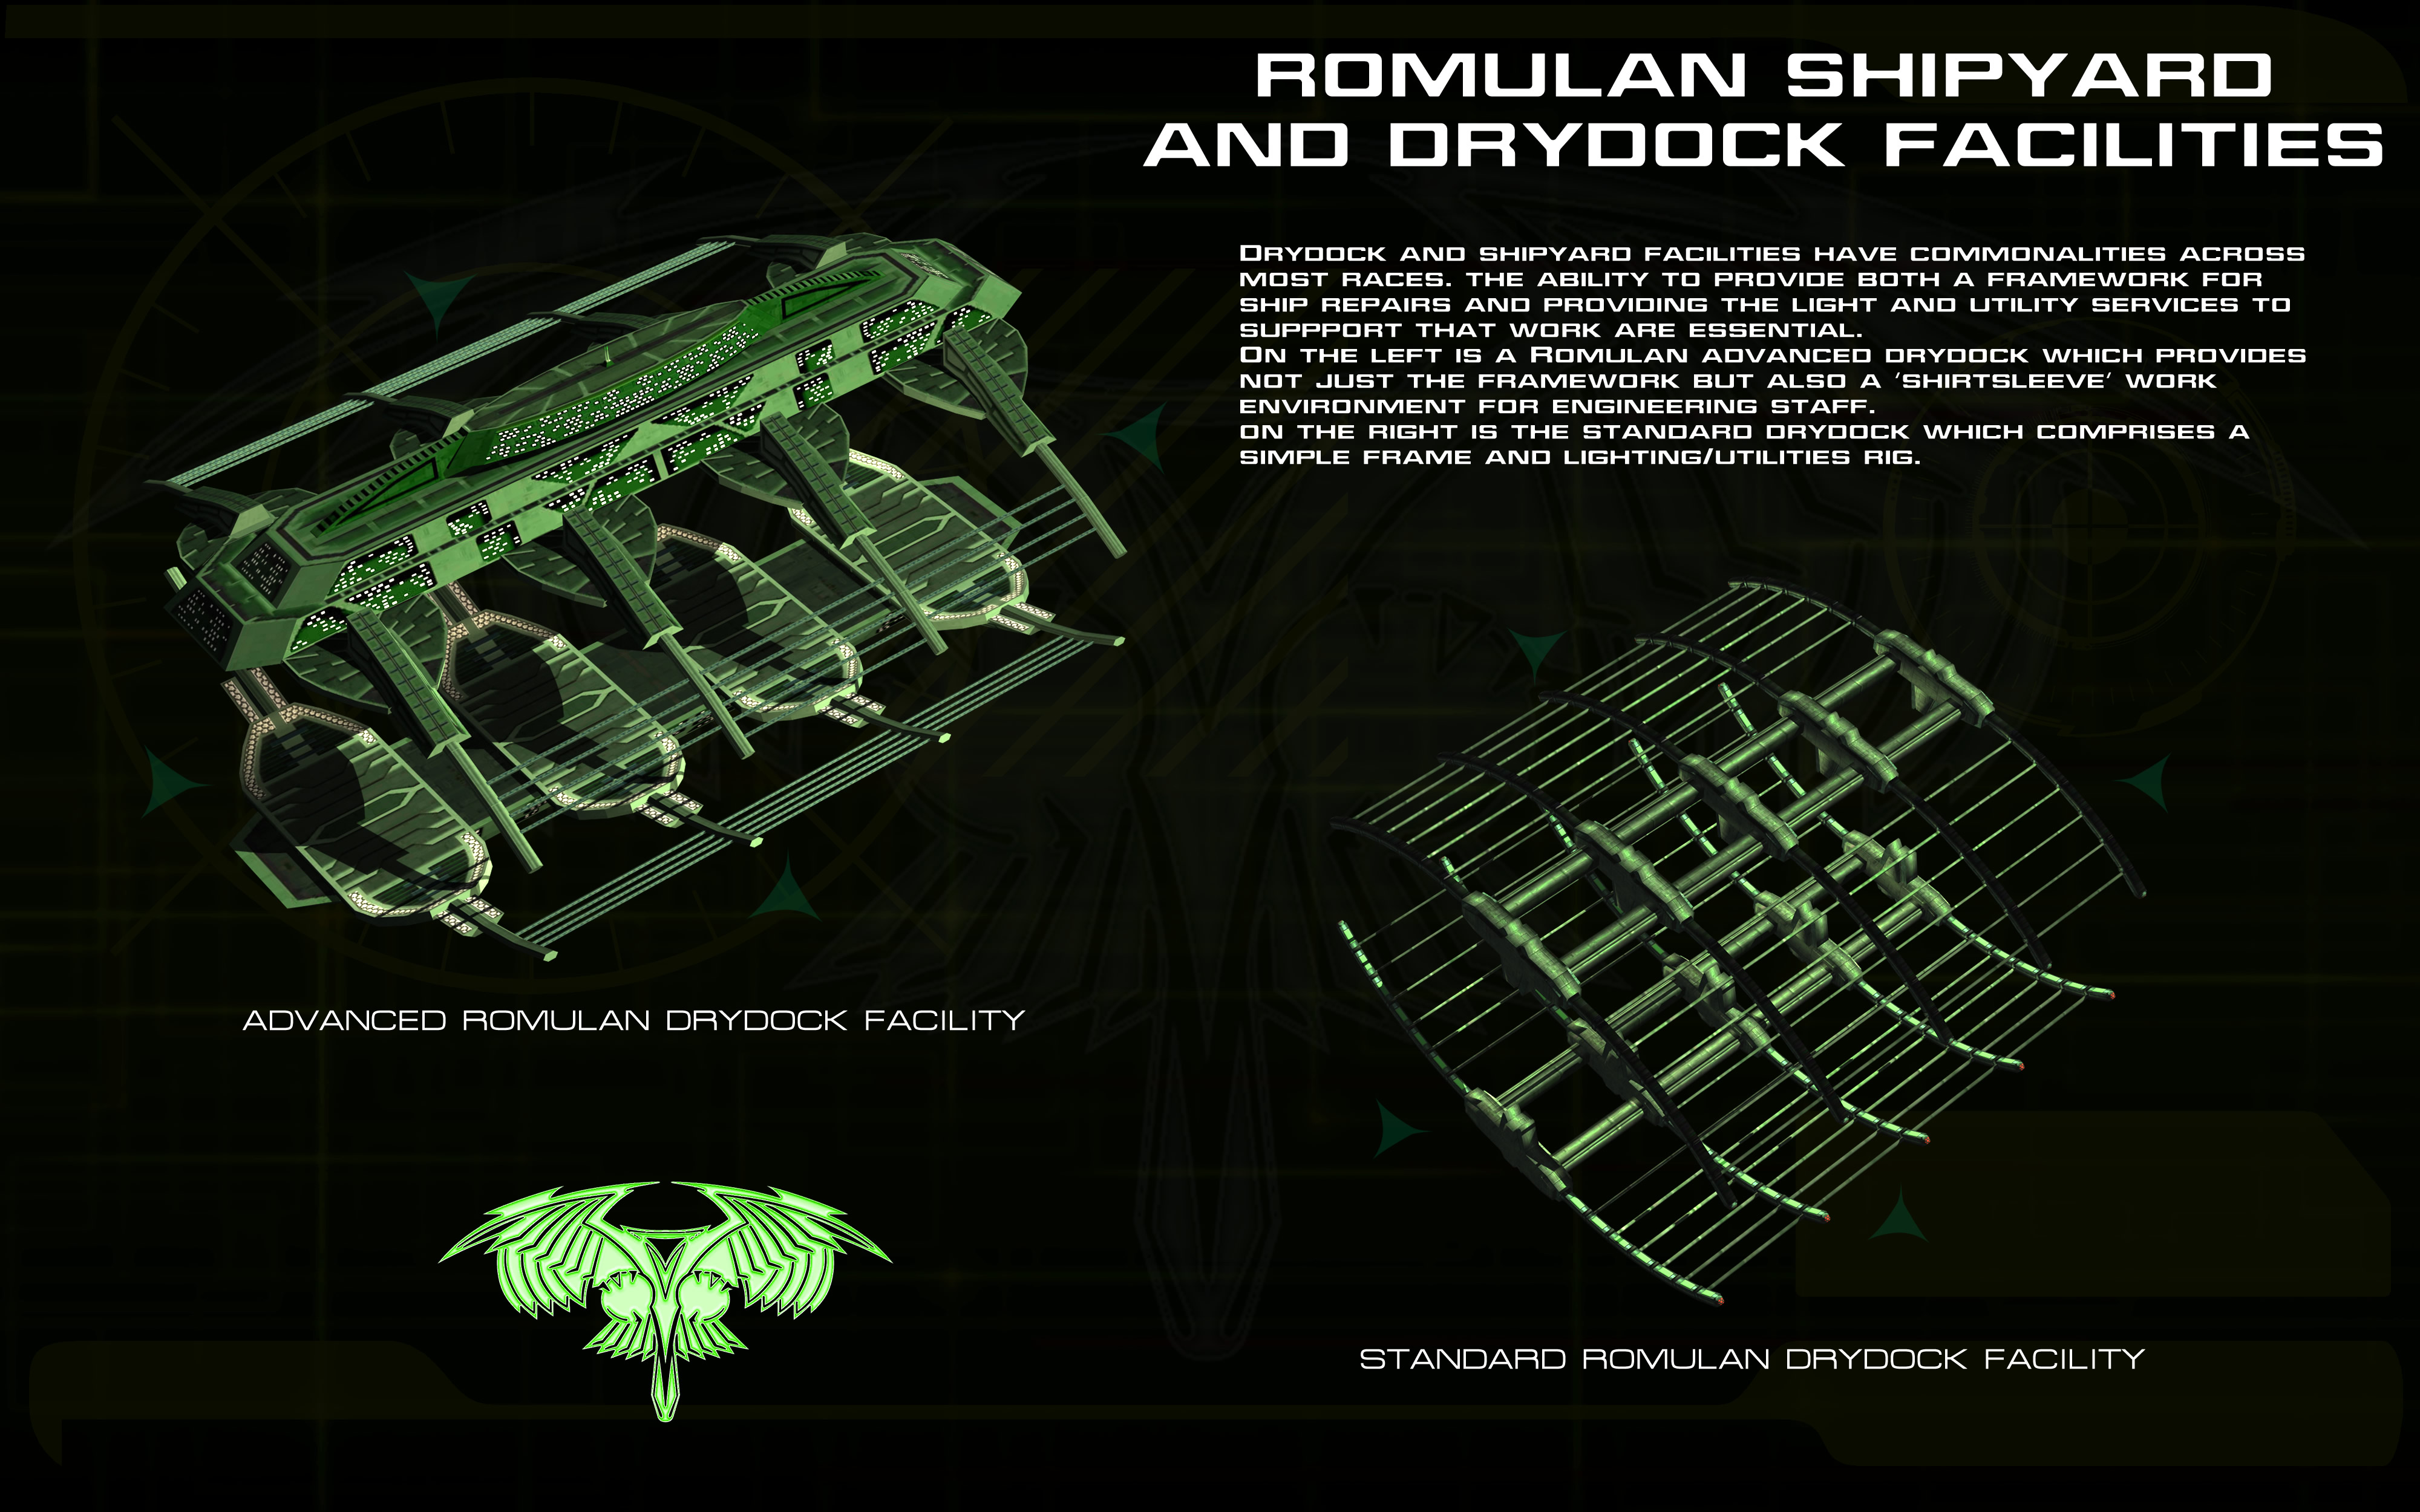 ROMULAN SHIPYARD
AND DRYDOCK FACILITIES
DRYDOCK AND SHIPYARD FACILITIES HAVE COMMONALITIES ACROSS
MOST RACES. THE ABILITY TO PROVIDE BOTH A FRAMEWORK FOR
SHIP REPAIRS AND PROVIDING THE LIGHT AND UTILITY SERVICES TO
SUPPPORT THAT WORK ARE ESSENTIAL.
ON THE LEFT IS A ROMULAN ADVANCED DRYDOCK WHICH PROVIDES
NOT JUST THE FRAMEWORK BUT ALSO A 'SHIRTSLEEVE' WORK
ENVIRONMENT FOR ENGINEERING STAFF.
ON THE RIGHT IS THE STANDARD DRYDOCK WHICH COMPRISES A
SIMPLE FRAME AND LIGHTING/UTILITIES RIG.
ADVANCED ROMULAN DRYDOCK FACILITY
STANDARD ROMULAN DRYDOCK FACILITY